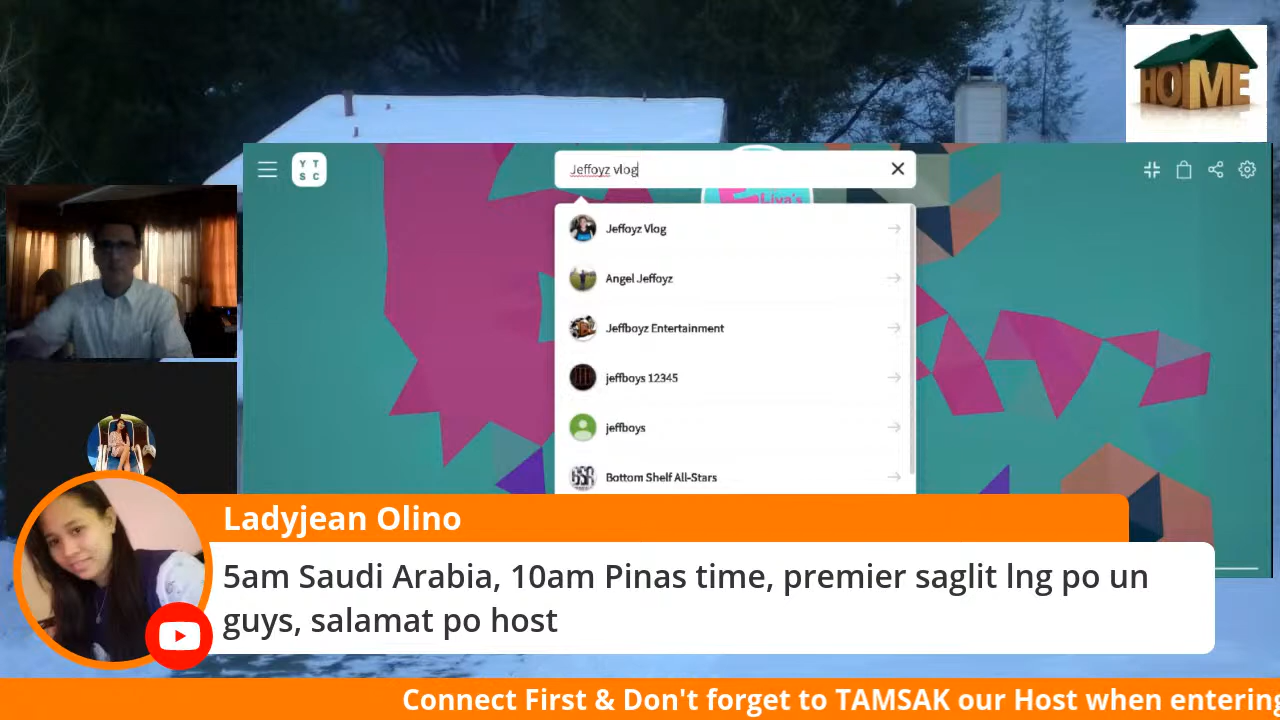 HOME
Y T
S C
Jeffoyz vlog
Liva's
Jeffoyz Vlog
Angel Jeffoyz
Jeffboyz Entertainment
jeffboys 12345
jeffboys
Bottom Shelf All-Stars
Ladyjean Olino
5am Saudi Arabia, 10am Pinas time, premier saglit lng po un
guys, salamat po host
Connect First & Don't forget to TAMSAK our Host when entering